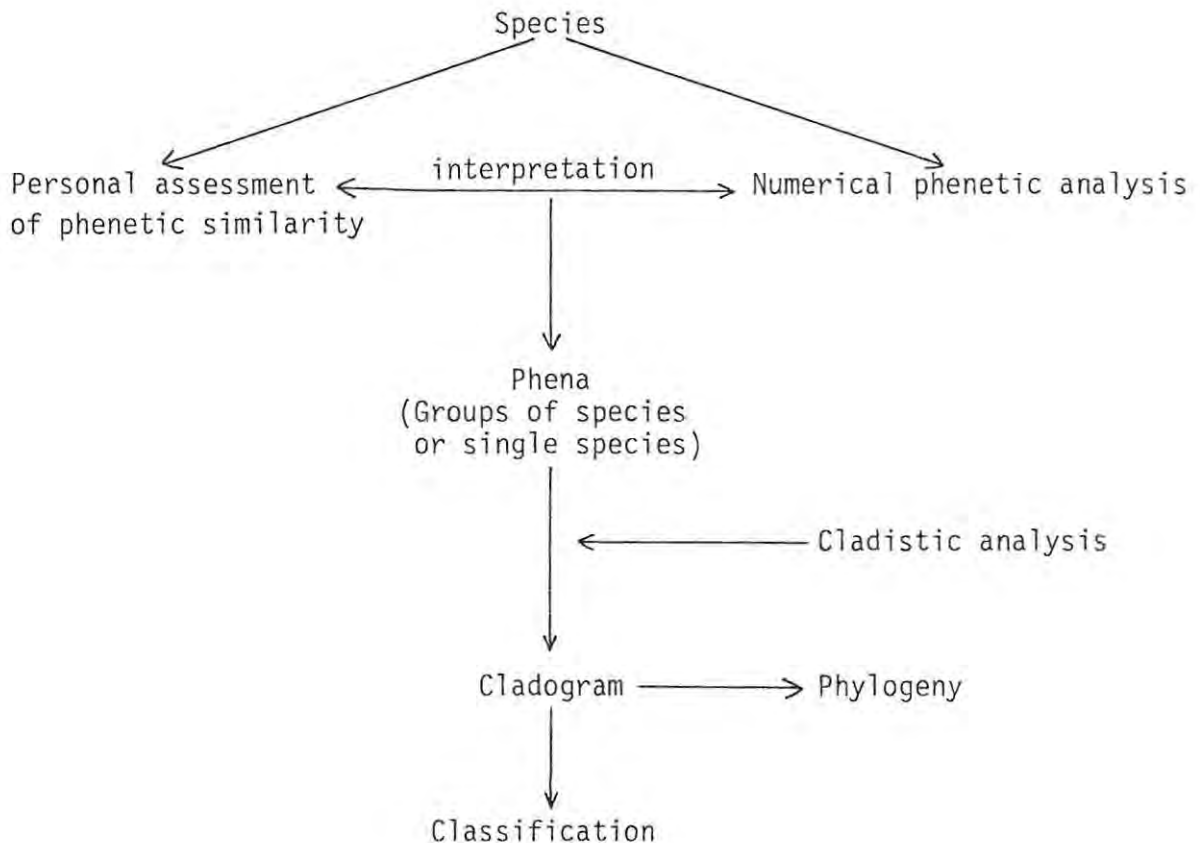 Species
interpretation
Personal assessment
of phenetic similarity
Numerical phenetic analysis
Phena
(Groups of species
or single species)
Cladistic analysis
Cladogram
Phylogeny
Classification